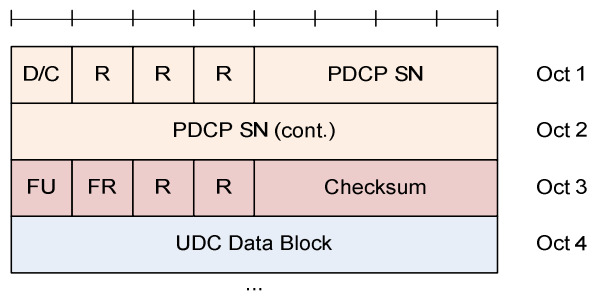 D/C R R R PDCP SN Oct 1
PDCP SN (cont.) Oct 2
FU FR R R Checksum Oct 3
UDC Data Block Oct 4
...